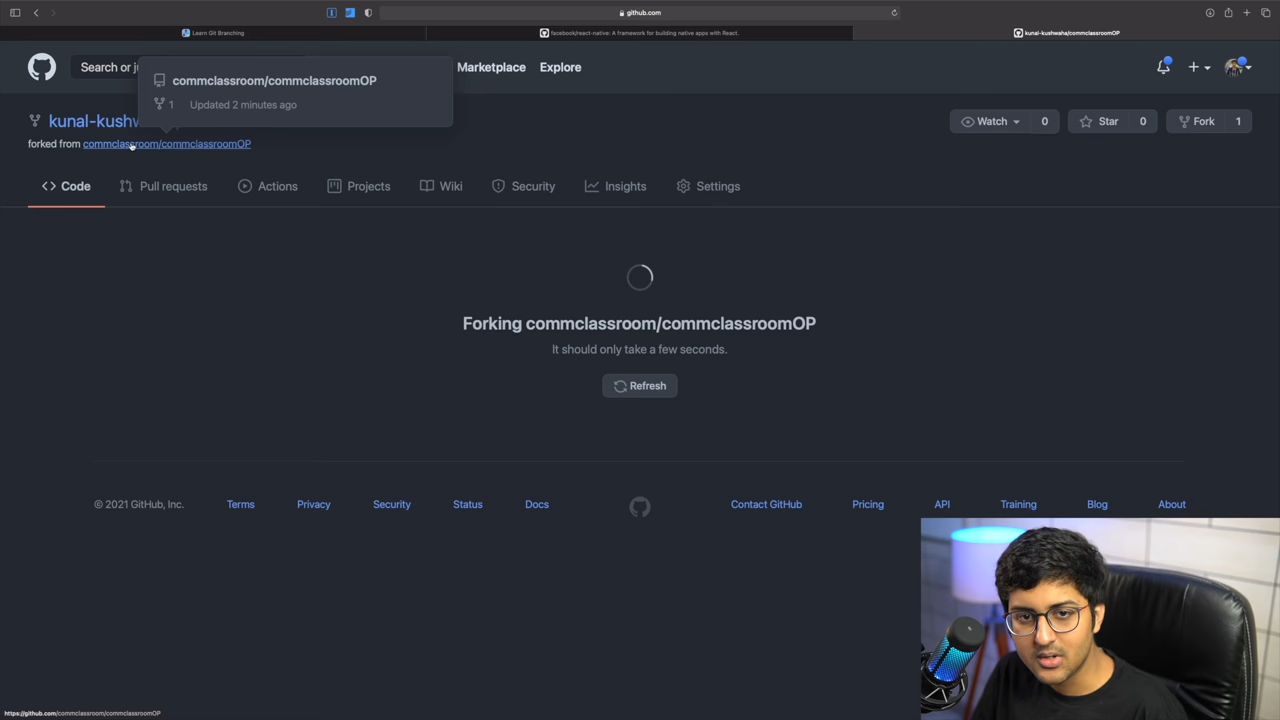 github.com
Learn Git Branching
facebook/react-native: A framework for building native apps with React.
kunal-kushwaha/commclassroomOP
Search or
Marketplace
Explore
commclassroom/commclassroomOP
1 Updated 2 minutes ago
kunal-kushw
Watch 0
Star 0
Fork 1
forked from commclassroom/commclassroomOP
Code
Pull requests
Actions
Projects
Wiki
Security
Insights
Settings
Forking commclassroom/commclassroomOP
It should only take a few seconds.
Refresh
© 2021 GitHub, Inc.
Terms
Privacy
Security
Status
Docs
Contact GitHub
Pricing
API
Training
Blog
About
https://github.com/commclassroom/commclassroomOP